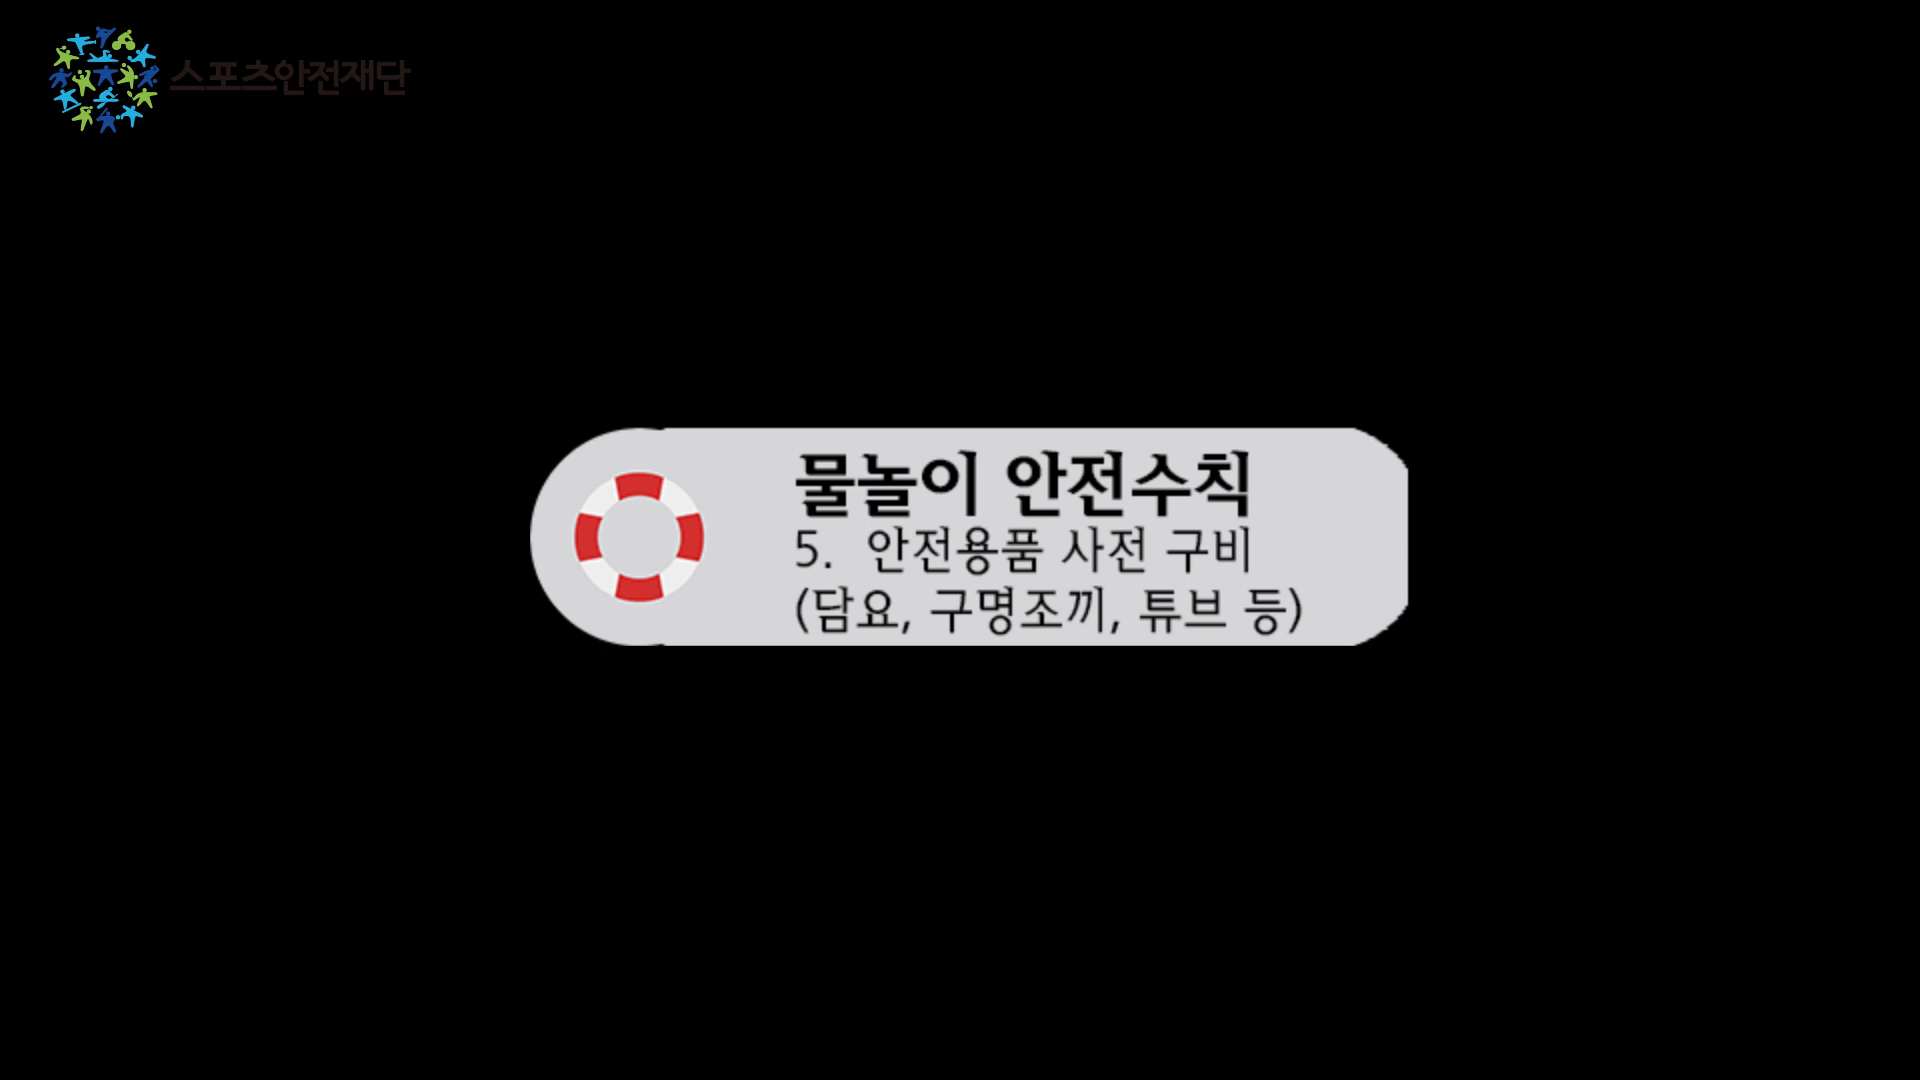 스포츠안전재단
물놀이 안전수칙
5. 안전용품 사전 구비
(담요, 구명조끼, 튜브 등)